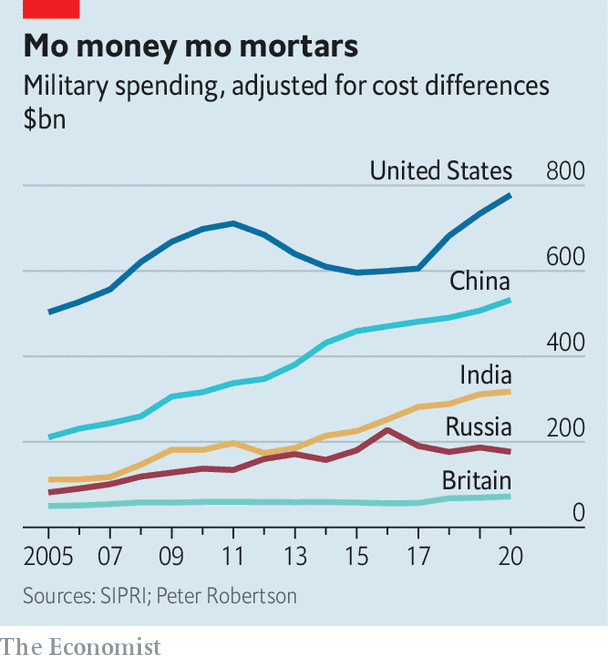 Mo money mo mortars
Military spending, adjusted for cost differences
$bn
United States
800
600
China
400
India
Russia
200
Britain
0
2005 07 09 11 13 15 17 20
Sources: SIPRI; Peter Robertson
The Economist